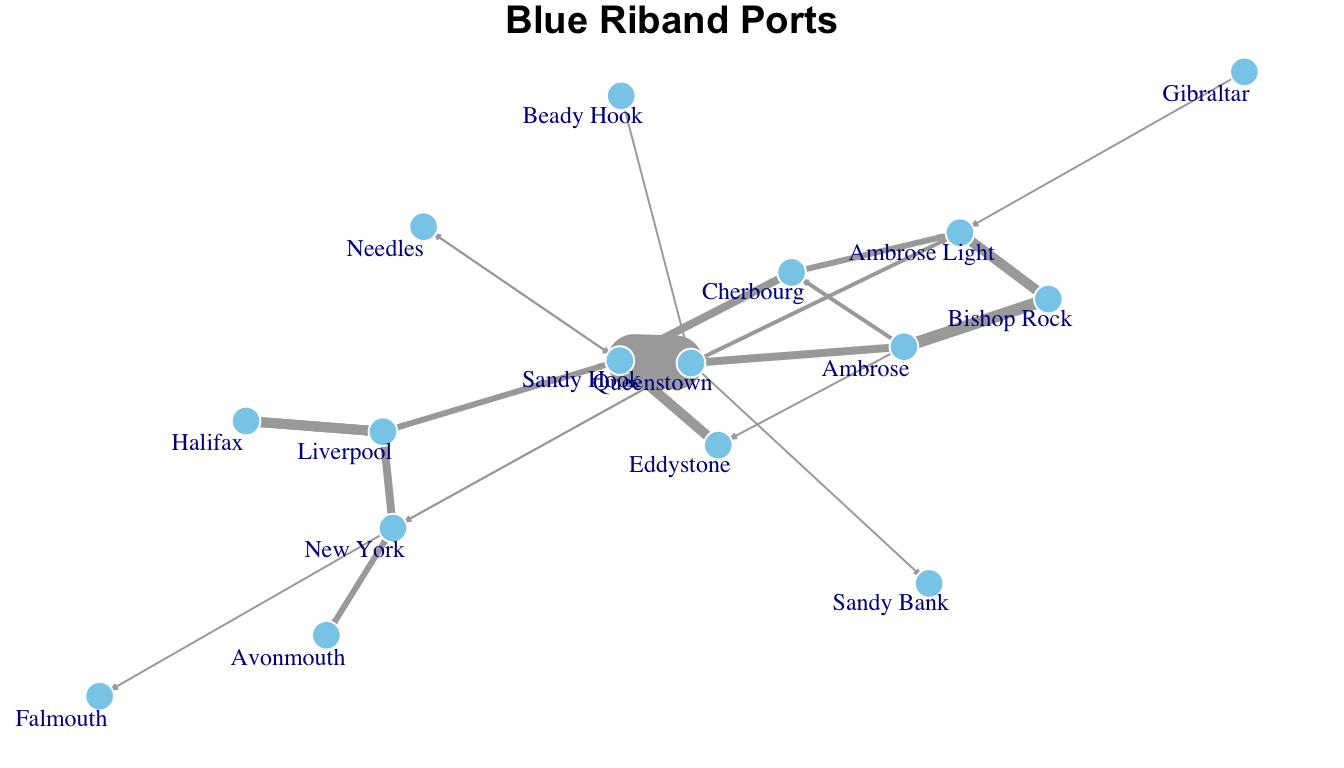 Blue Riband Ports
Gibraltar
Beady Hook
Needles
Ambrose Light
Cherbourg
Bishop Rock
Ambrose
Sandy Hook
Queenstown
Halifax
Liverpool
Eddystone
New York
Sandy Bank
Avonmouth
Falmouth